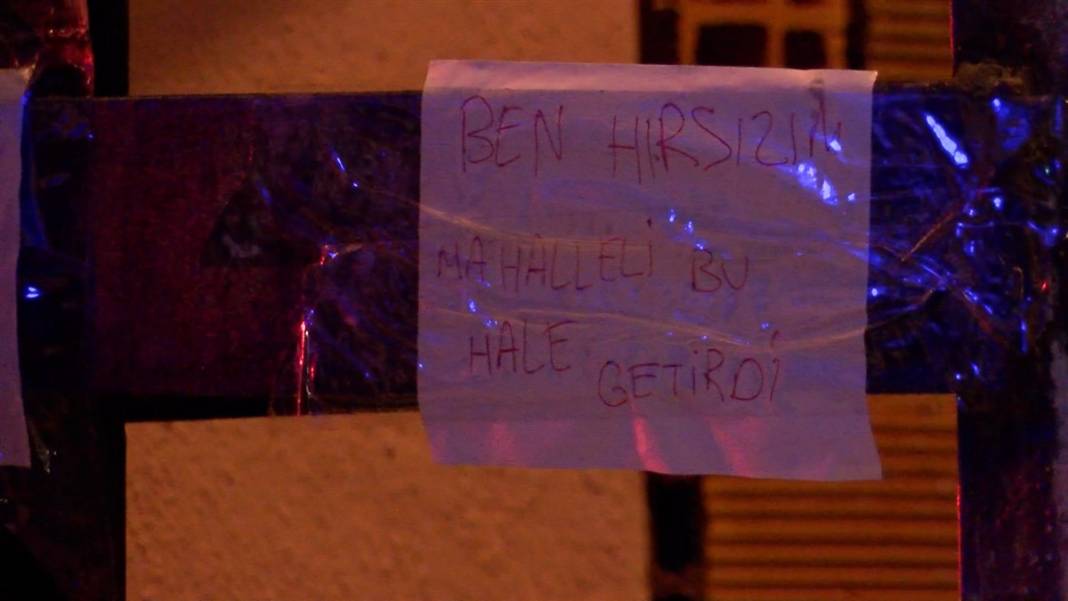 BEN HIRSIZIM
MAHALLELİ BU
HALE GETİRDİ